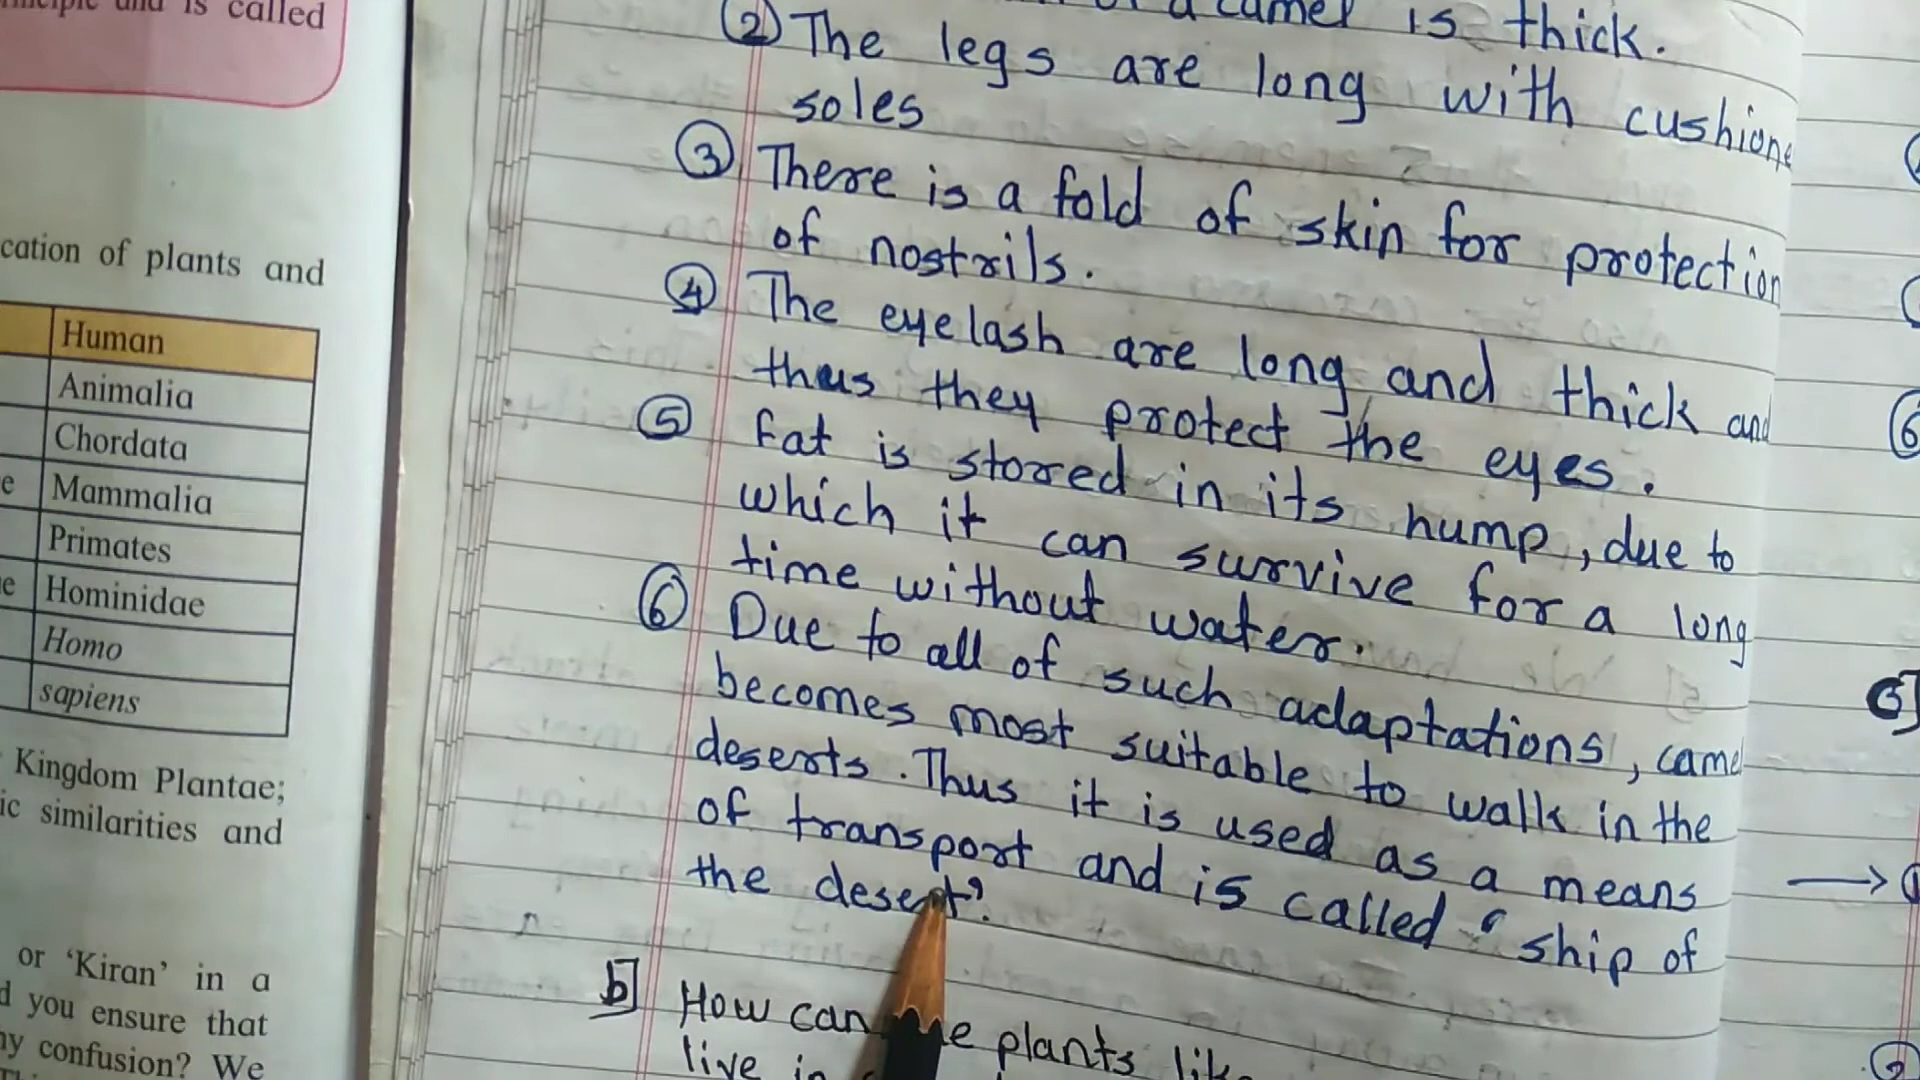 is called
cation of plants and
Human
Animalia
Chordata
e Mammalia
Primates
e Hominidae
Homo
sapiens
Kingdom Plantae;
ic similarities and
or ‘Kiran’ in a
d you ensure that
y confusion? We
camel is thick.
② The legs are long with cushione
soles
③ There is a fold of skin for protection
of nostrils.
④ The eyelash are long and thick and
thus they protect the eyes.
⑤ Fat is stored in its hump, due to
which it can survive for a long
time without water.
⑥ Due to all of such adaptations, camel
becomes most suitable to walk in the
deserts. Thus it is used as a means
of transport and is called ‘ship of
the desert’.
b] How can plants
live in